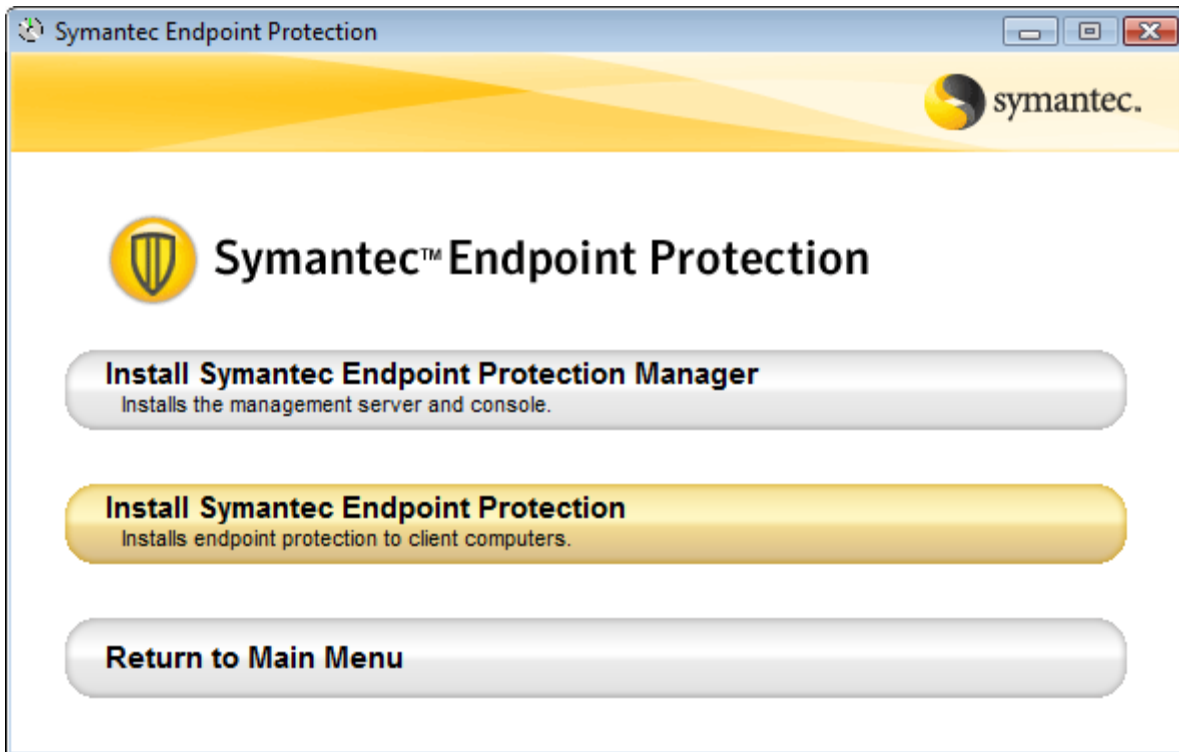 Symantec Endpoint Protection
symantec.
Symantec™ Endpoint Protection
Install Symantec Endpoint Protection Manager
Installs the management server and console.
Install Symantec Endpoint Protection
Installs endpoint protection to client computers.
Return to Main Menu